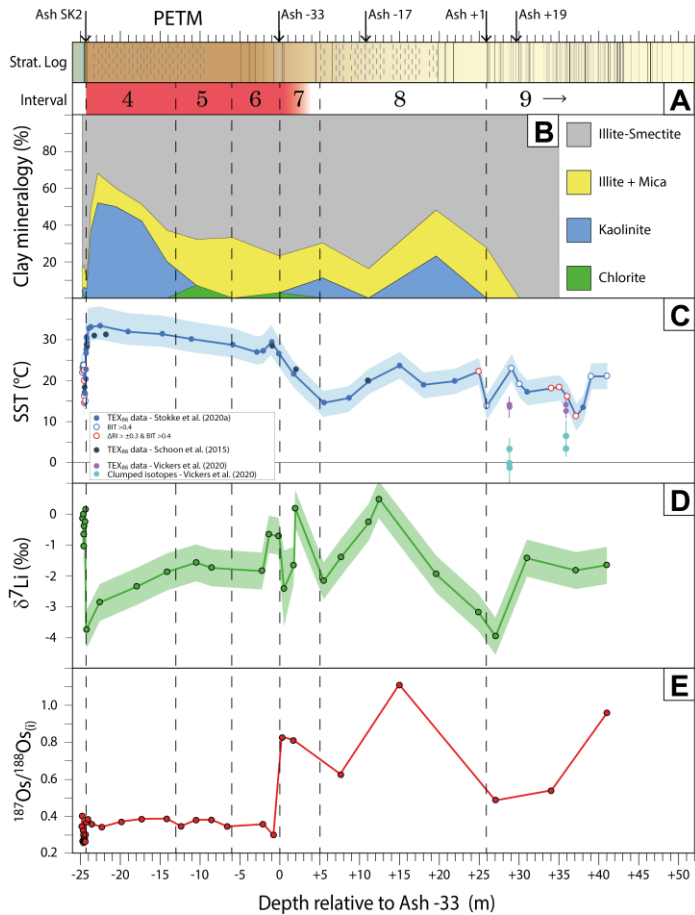 Ash SK2
PETM
Ash -33
Ash -17
Ash +1
Ash +19
Strat. Log
Interval
4
5
6
7
8
9 →
A
Clay mineralogy (%)
80
60
40
20
B
Illite-Smectite
Illite + Mica
Kaolinite
Chlorite
SST (°C)
30
20
10
0
C
TEX₈₆ data - Stokke et al. (2020a)
BIT >0.4
ΔRI > ±0.3 & BIT >0.4
TEX₈₆ data - Schoon et al. (2015)
TEX₈₆ data - Vickers et al. (2020)
Clumped isotopes - Vickers et al. (2020)
δ⁷Li (‰)
0
-1
-2
-3
-4
D
¹⁸⁷Os/¹⁸⁸Os₍ᵢ₎
1.0
0.8
0.6
0.4
0.2
E
-25 -20 -15 -10 -5 0 +5 +10 +15 +20 +25 +30 +35 +40 +45 +50
Depth relative to Ash -33 (m)